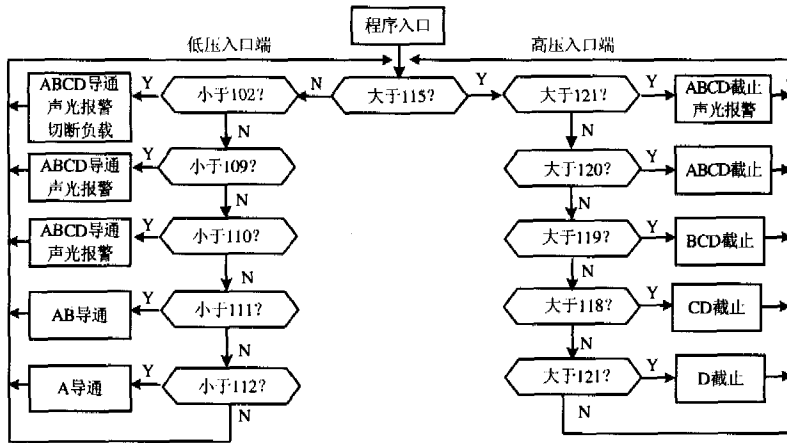 程序入口
低压入口端
高压入口端
ABCD导通
声光报警
切断负载
Y
小于102？
N
大于115？
Y
大于121？
Y
ABCD截止
声光报警
N
N
ABCD导通
声光报警
Y
小于109？
大于120？
Y
ABCD截止
N
N
ABCD导通
声光报警
Y
小于110？
大于119？
Y
BCD截止
N
N
AB导通
Y
小于111？
大于118？
Y
CD截止
N
N
A导通
Y
小于112？
大于121？
Y
D截止
N
N